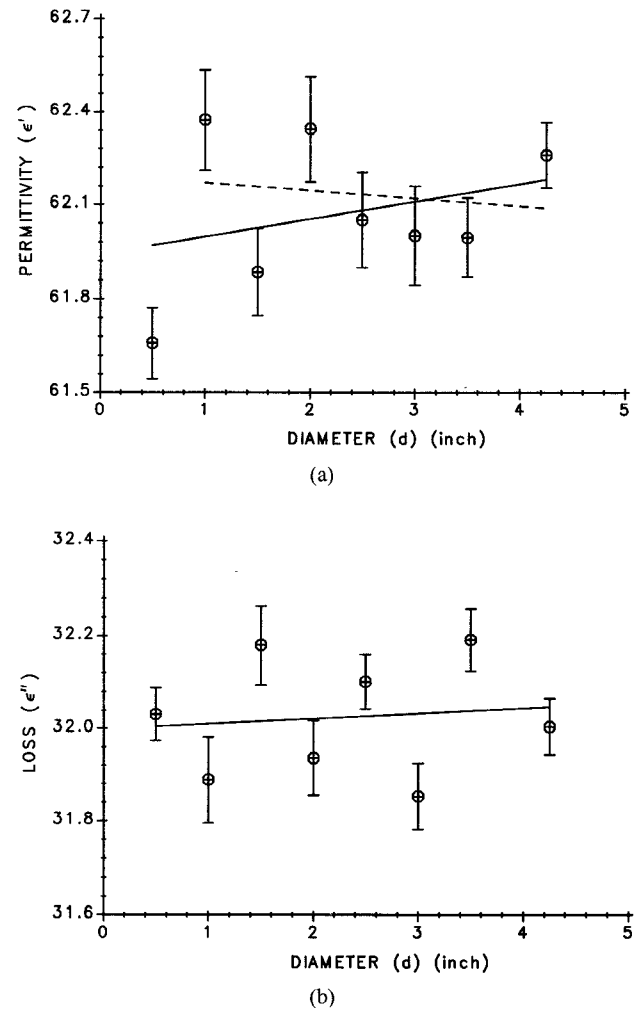 62.7
62.4
62.1
61.8
61.5
PERMITTIVITY (ε')
0 1 2 3 4 5
DIAMETER (d) (inch)
(a)
32.4
32.2
32.0
31.8
31.6
LOSS (ε")
0 1 2 3 4 5
DIAMETER (d) (inch)
(b)